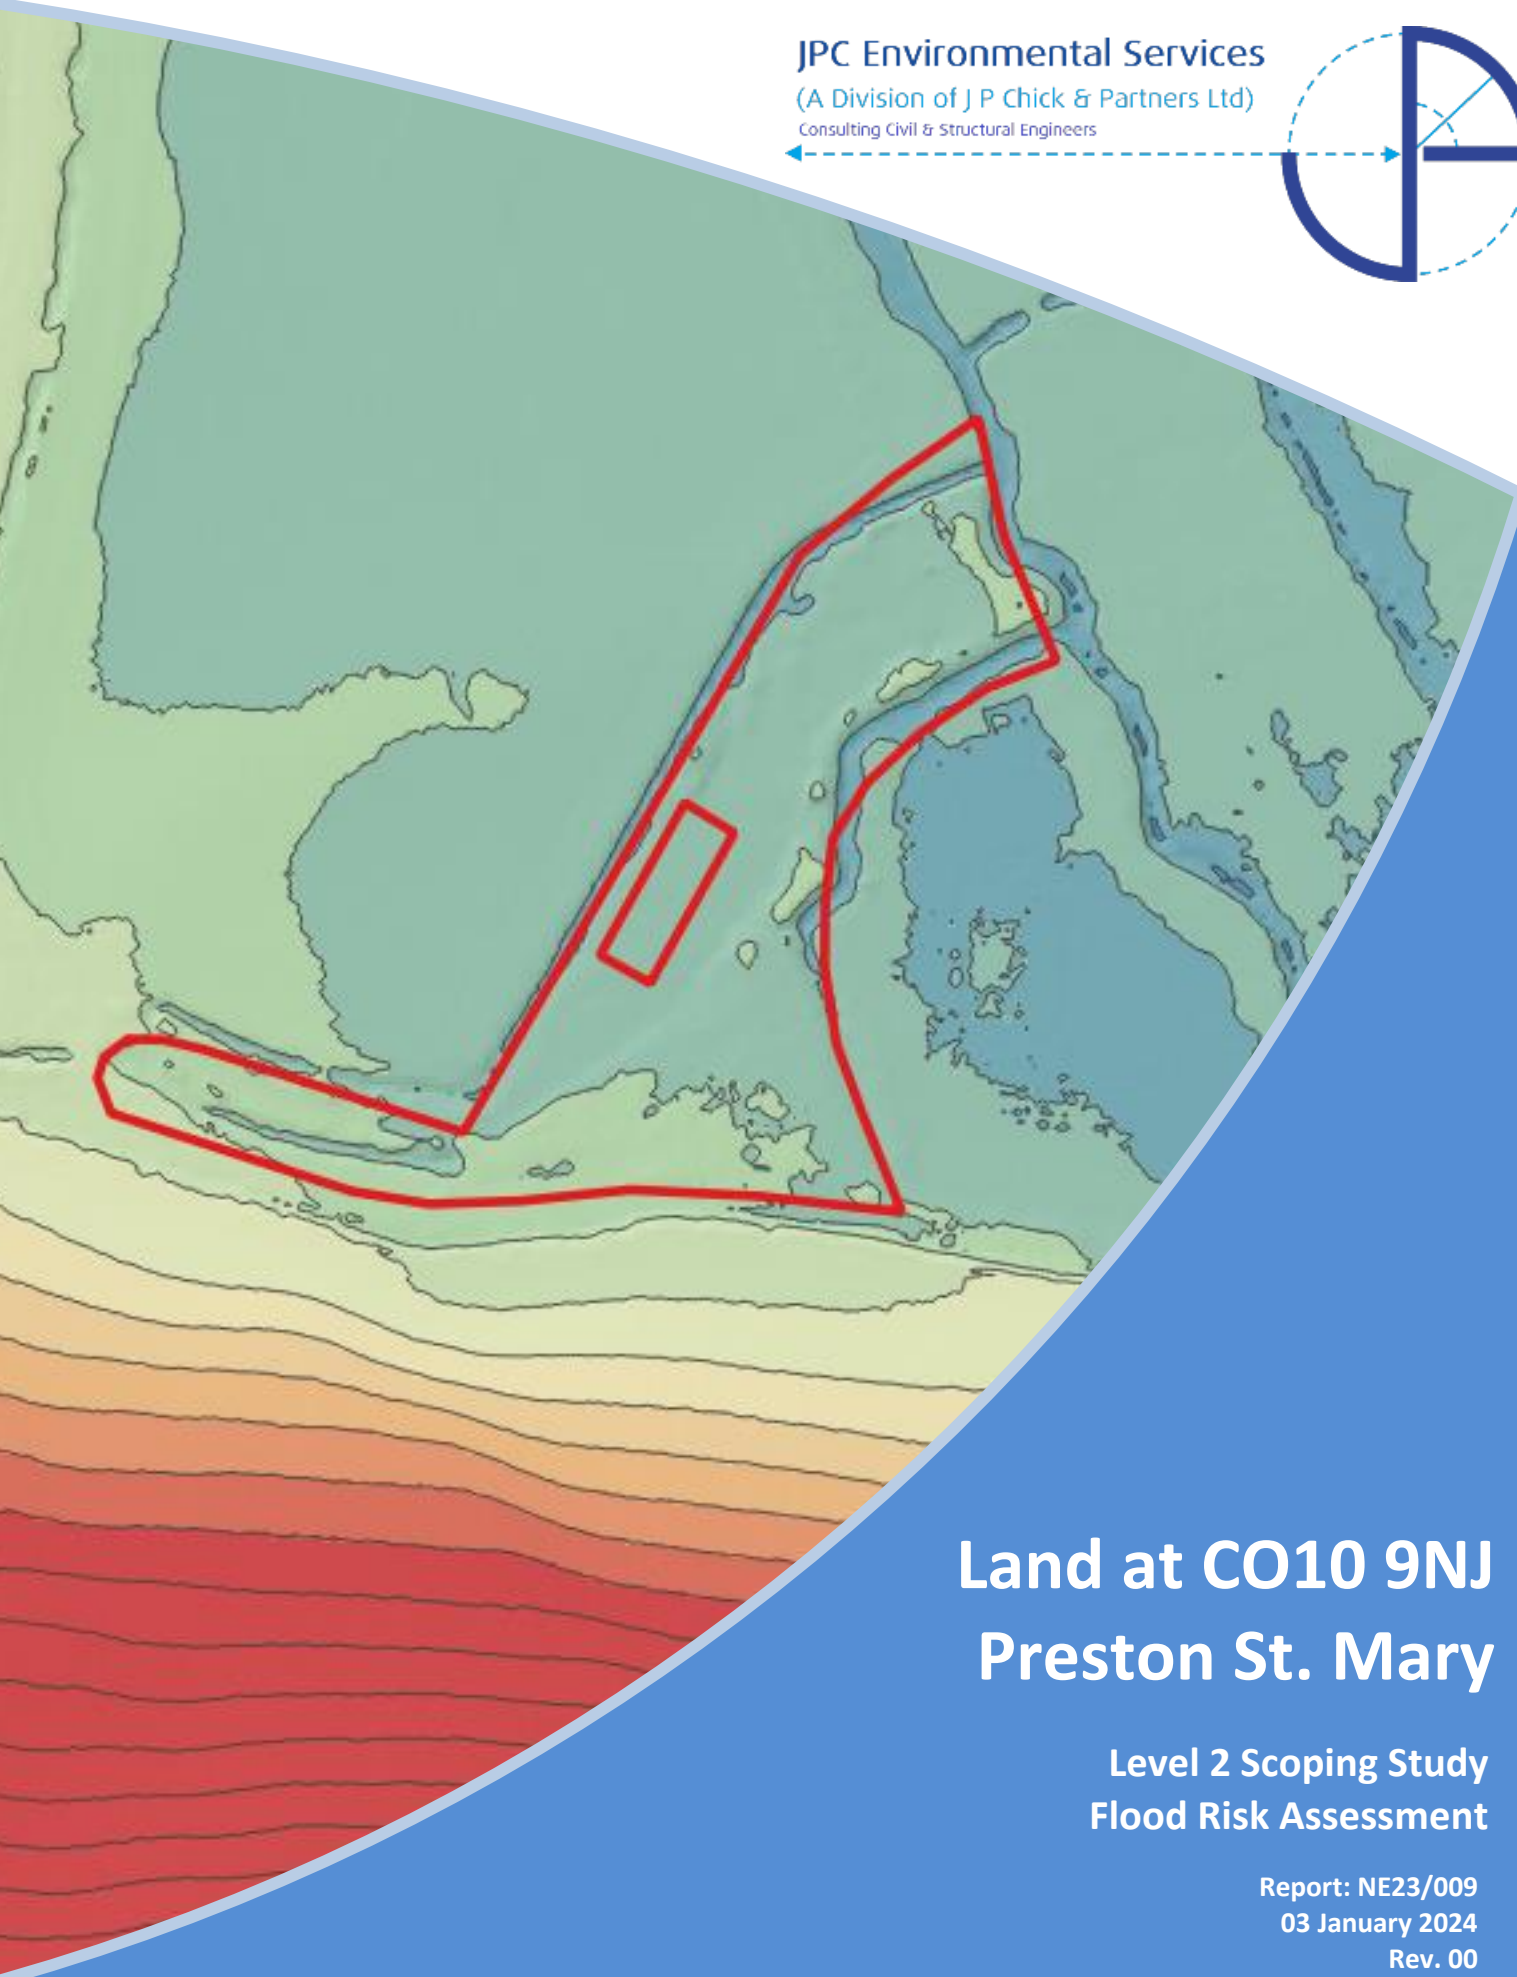 JPC Environmental Services
(A Division of J P Chick & Partners Ltd)
Consulting Civil & Structural Engineers
Land at CO10 9NJ
Preston St. Mary
Level 2 Scoping Study
Flood Risk Assessment
Report: NE23/009
03 January 2024
Rev. 00